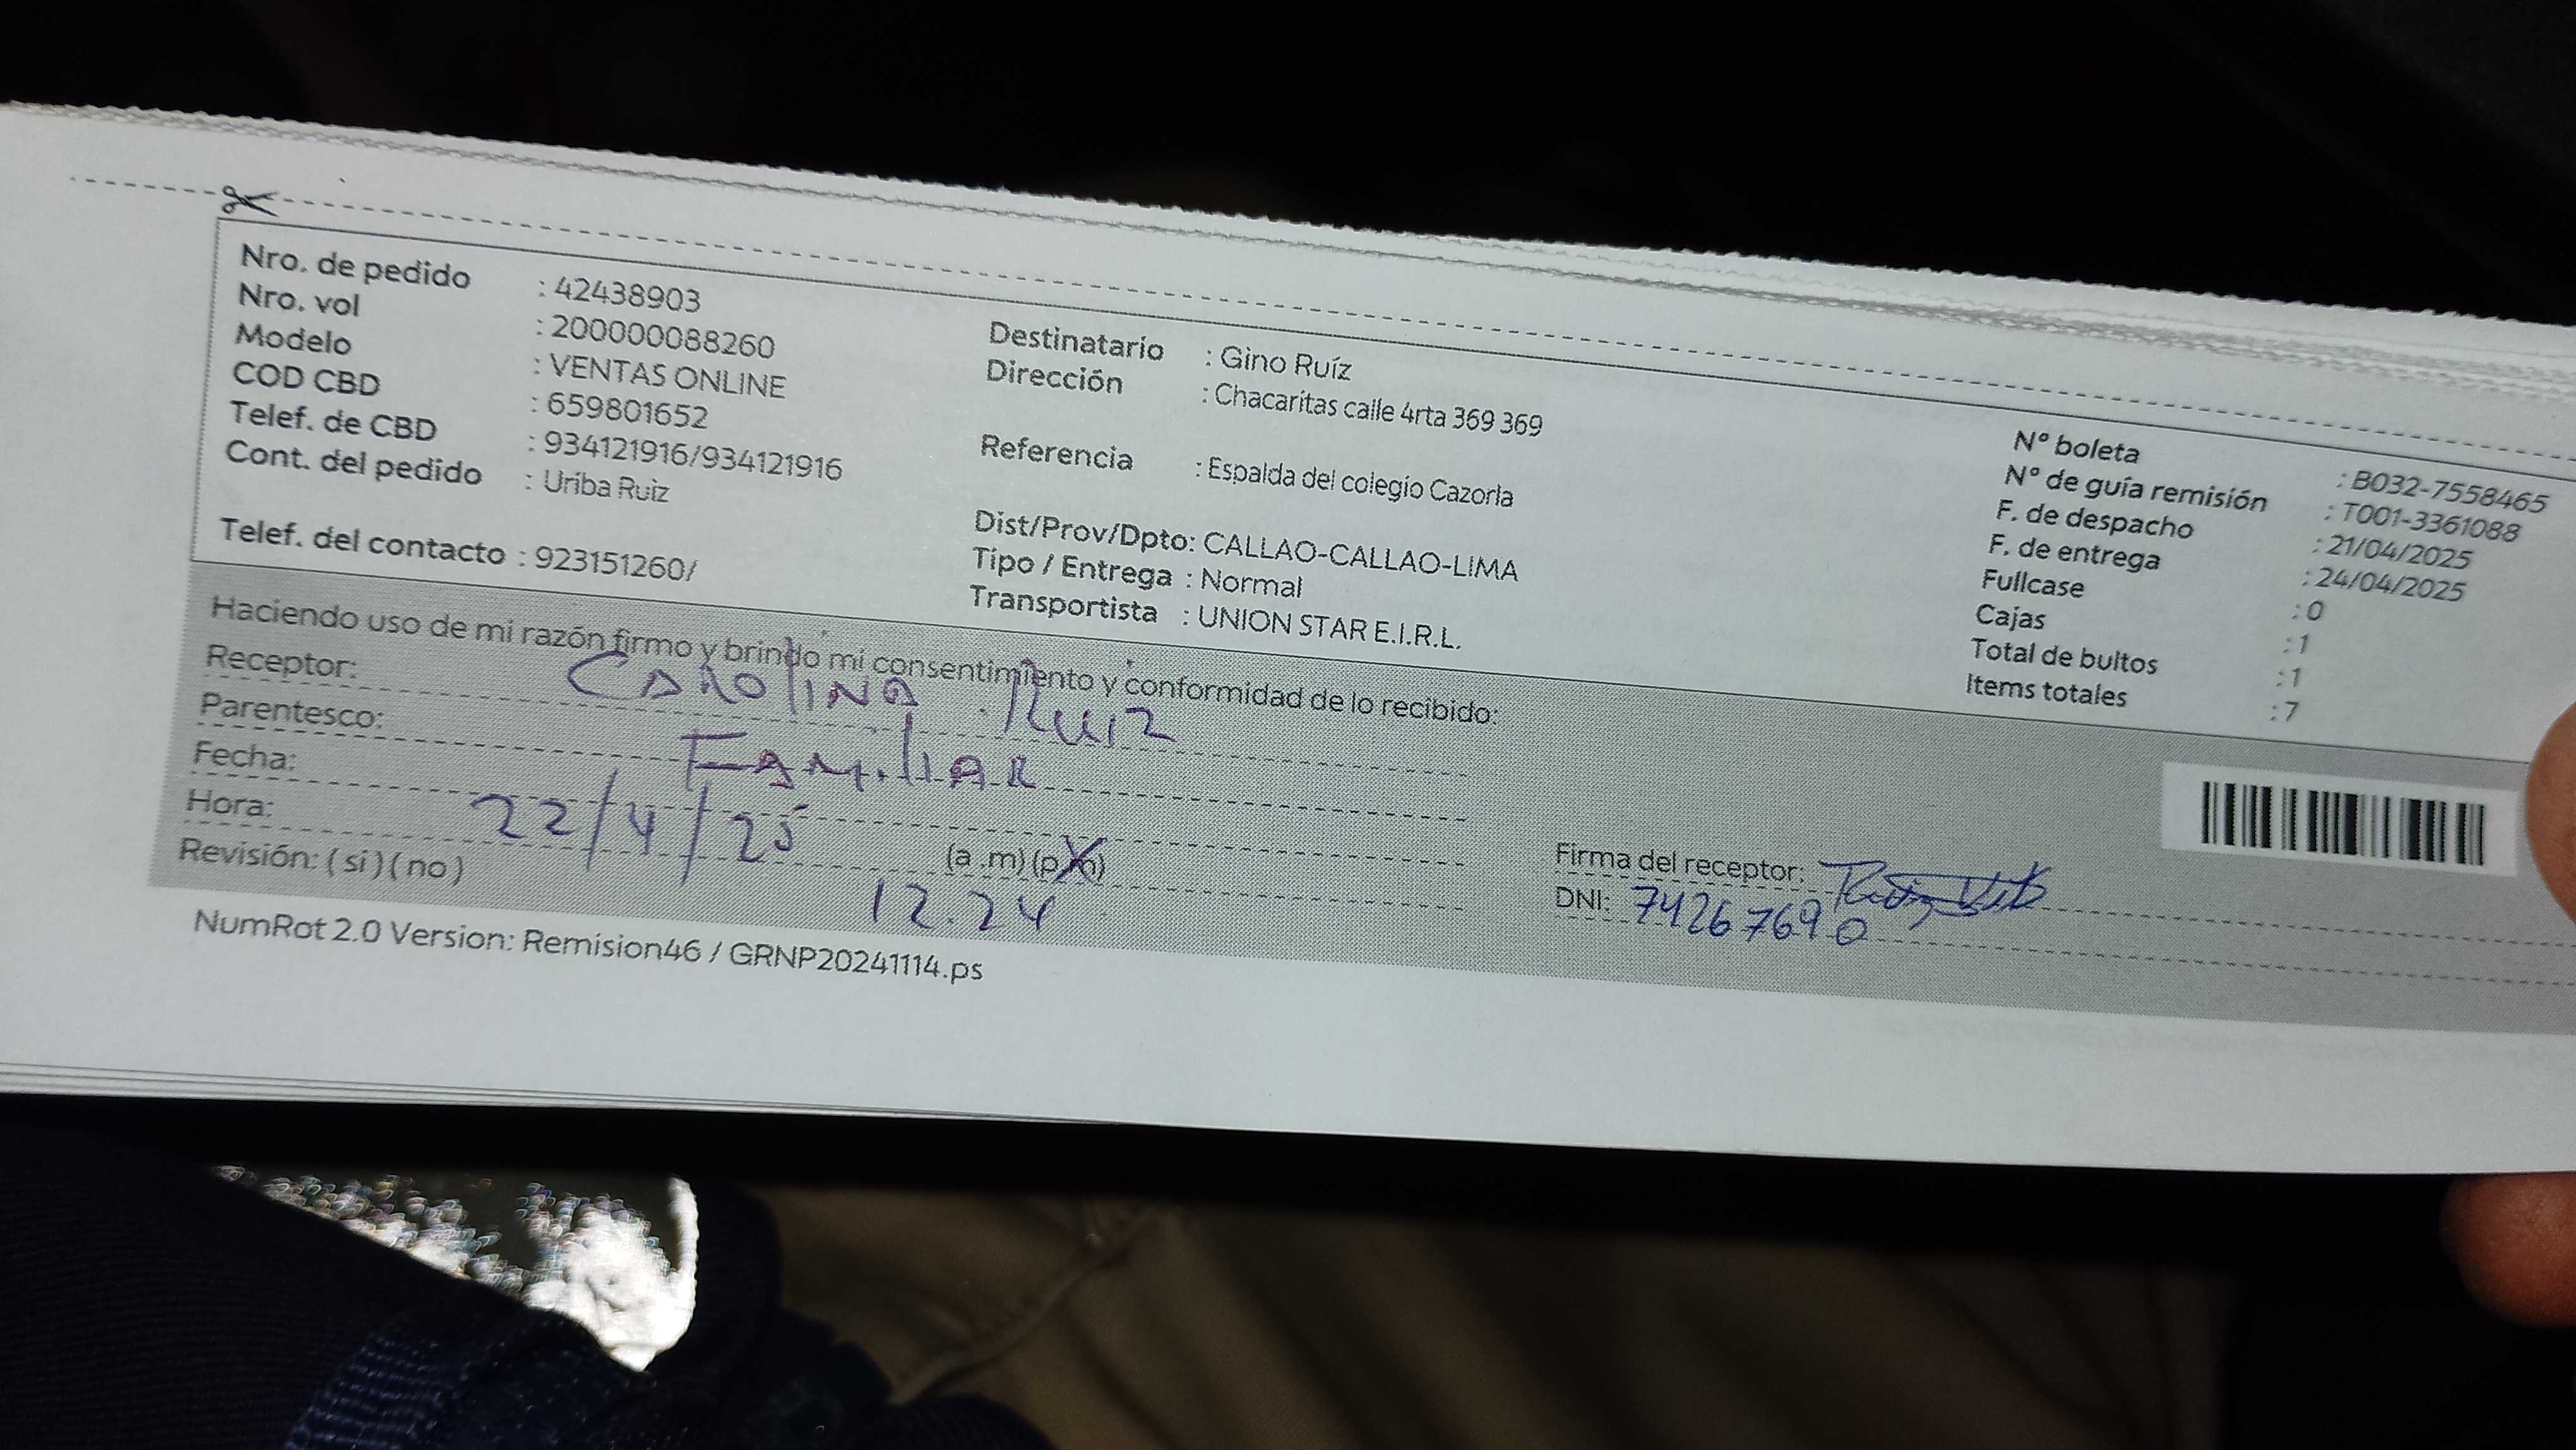 Nro. de pedido : 42438903
Nro. vol : 200000088260
Modelo : VENTAS ONLINE
COD CBD : 659801652
Telef. de CBD : 934121916/934121916
Cont. del pedido : Uriba Ruiz
Telef. del contacto : 923151260/
Destinatario : Gino Ruíz
Dirección : Chacaritas calle 4rta 369 369
Referencia : Espalda del colegio Cazorla
Dist/Prov/Dpto: CALLAO-CALLAO-LIMA
Tipo / Entrega : Normal
Transportista : UNION STAR E.I.R.L.
N° boleta : B032-7558465
N° de guía remisión : T001-3361088
F. de despacho : 21/04/2025
F. de entrega : 24/04/2025
Fullcase : 0
Cajas : 1
Total de bultos : 1
Items totales : 7
Haciendo uso de mi razón firmo y brindo mi consentimiento y conformidad de lo recibido:
Receptor: CAROlINA RuIz
Parentesco: FAMIlIAR
Fecha: 22/4/25
Hora: 12.24 (a .m) (p.m)
Revisión: ( si ) ( no )
Firma del receptor:
DNI: 74267690
NumRot 2.0 Version: Remision46 / GRNP20241114.ps